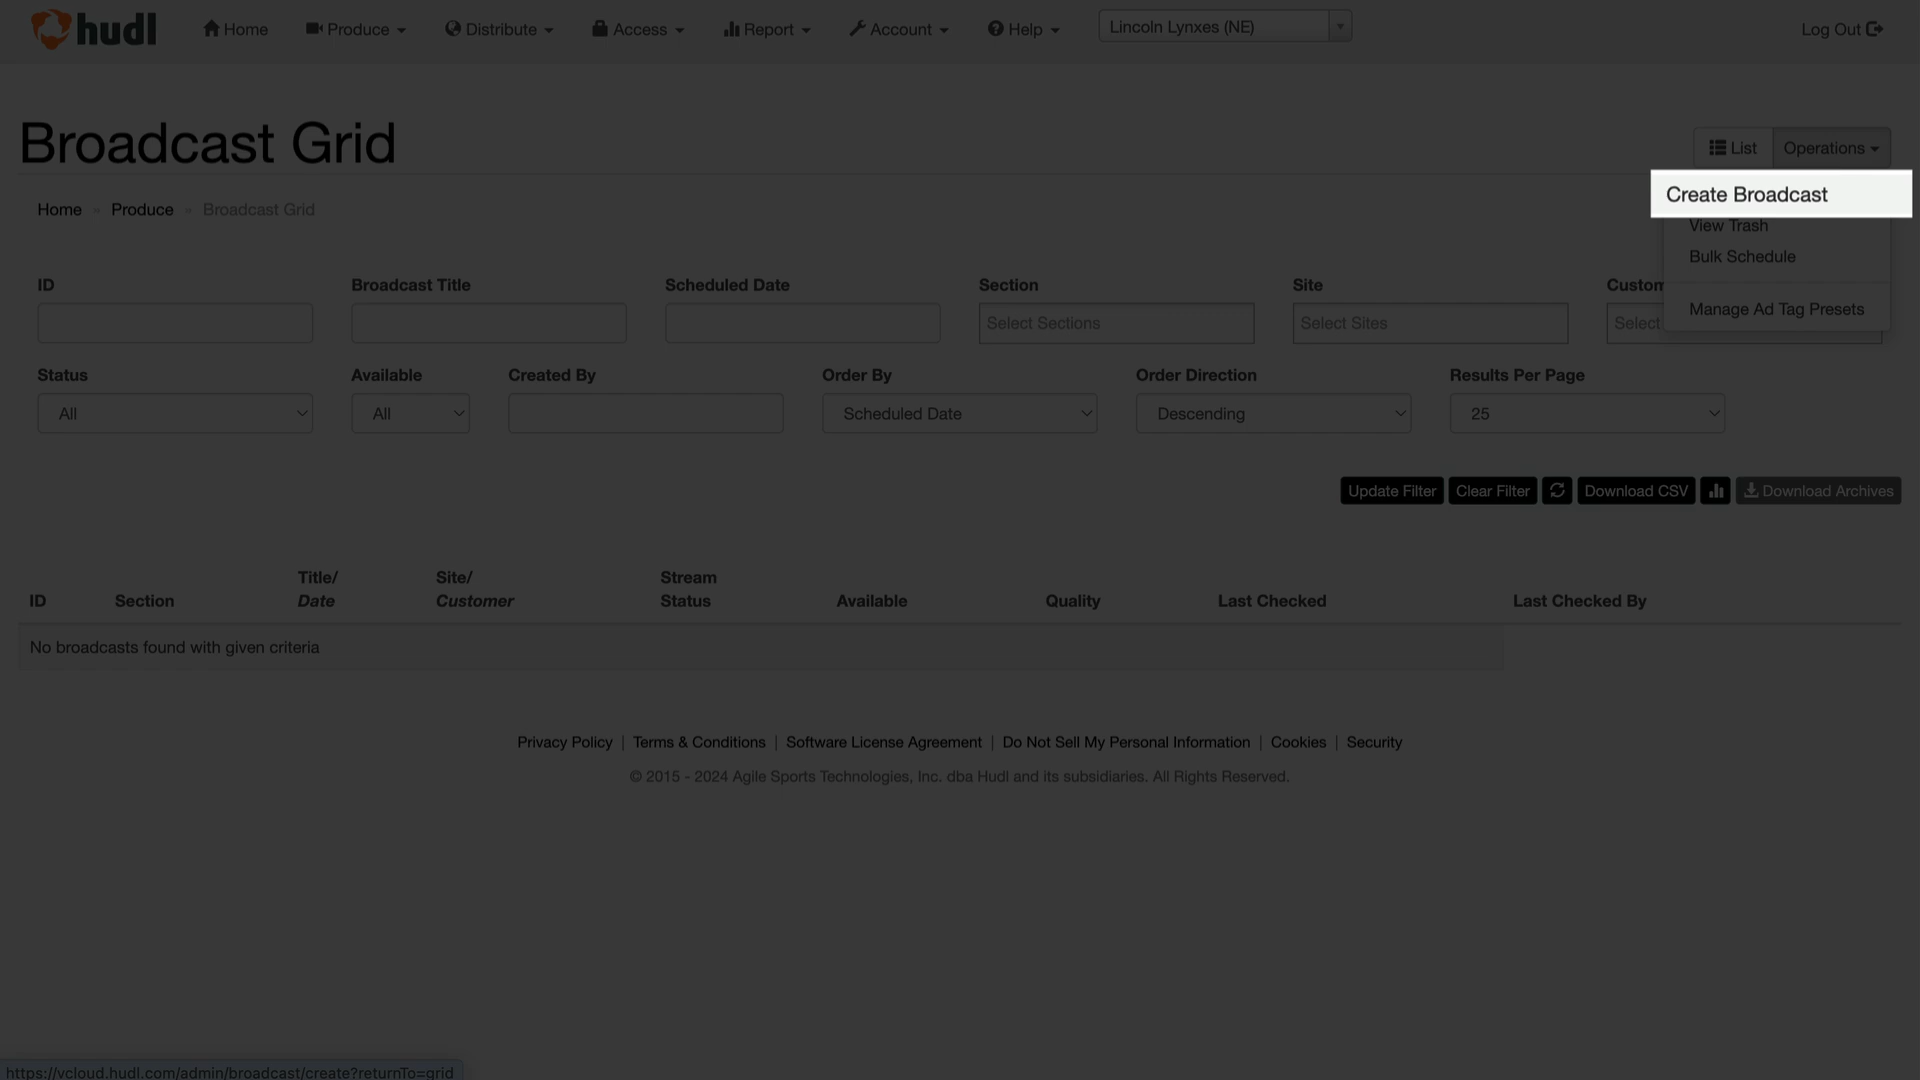 hudl Home Produce Distribute Access Report Account Help Lincoln Lynxes (NE) Log Out
Broadcast Grid
List Operations
Create Broadcast
View Trash
Bulk Schedule
Manage Ad Tag Presets
Home » Produce » Broadcast Grid
ID Broadcast Title Scheduled Date Section Site Custom
Select Sections Select Sites Select
Status Available Created By Order By Order Direction Results Per Page
All All Scheduled Date Descending 25
Update Filter Clear Filter Download CSV Download Archives
Title/ Site/ Stream
ID Section Date Customer Status Available Quality Last Checked Last Checked By
No broadcasts found with given criteria
Privacy Policy | Terms & Conditions | Software License Agreement | Do Not Sell My Personal Information | Cookies | Security
© 2015 - 2024 Agile Sports Technologies, Inc. dba Hudl and its subsidiaries. All Rights Reserved.
https://vcloud.hudl.com/admin/broadcast/create?returnTo=grid